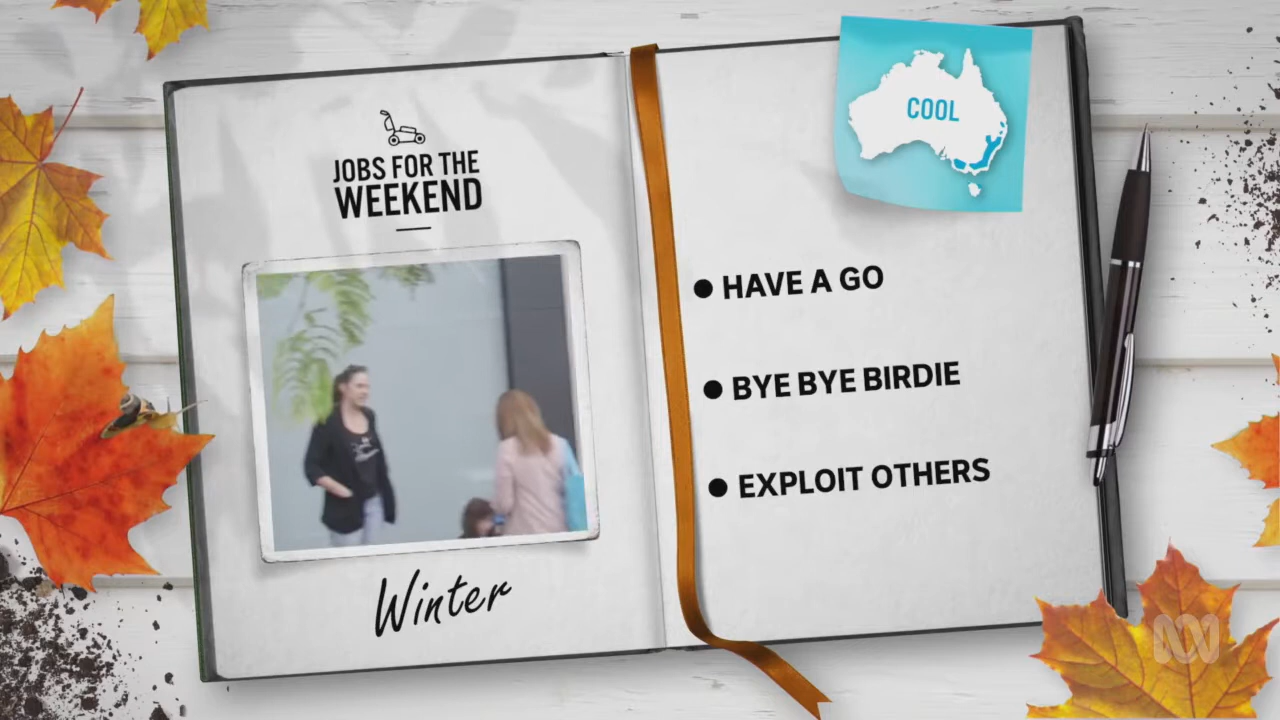 JOBS FOR THE
WEEKEND
Winter
COOL
HAVE A GO
BYE BYE BIRDIE
EXPLOIT OTHERS